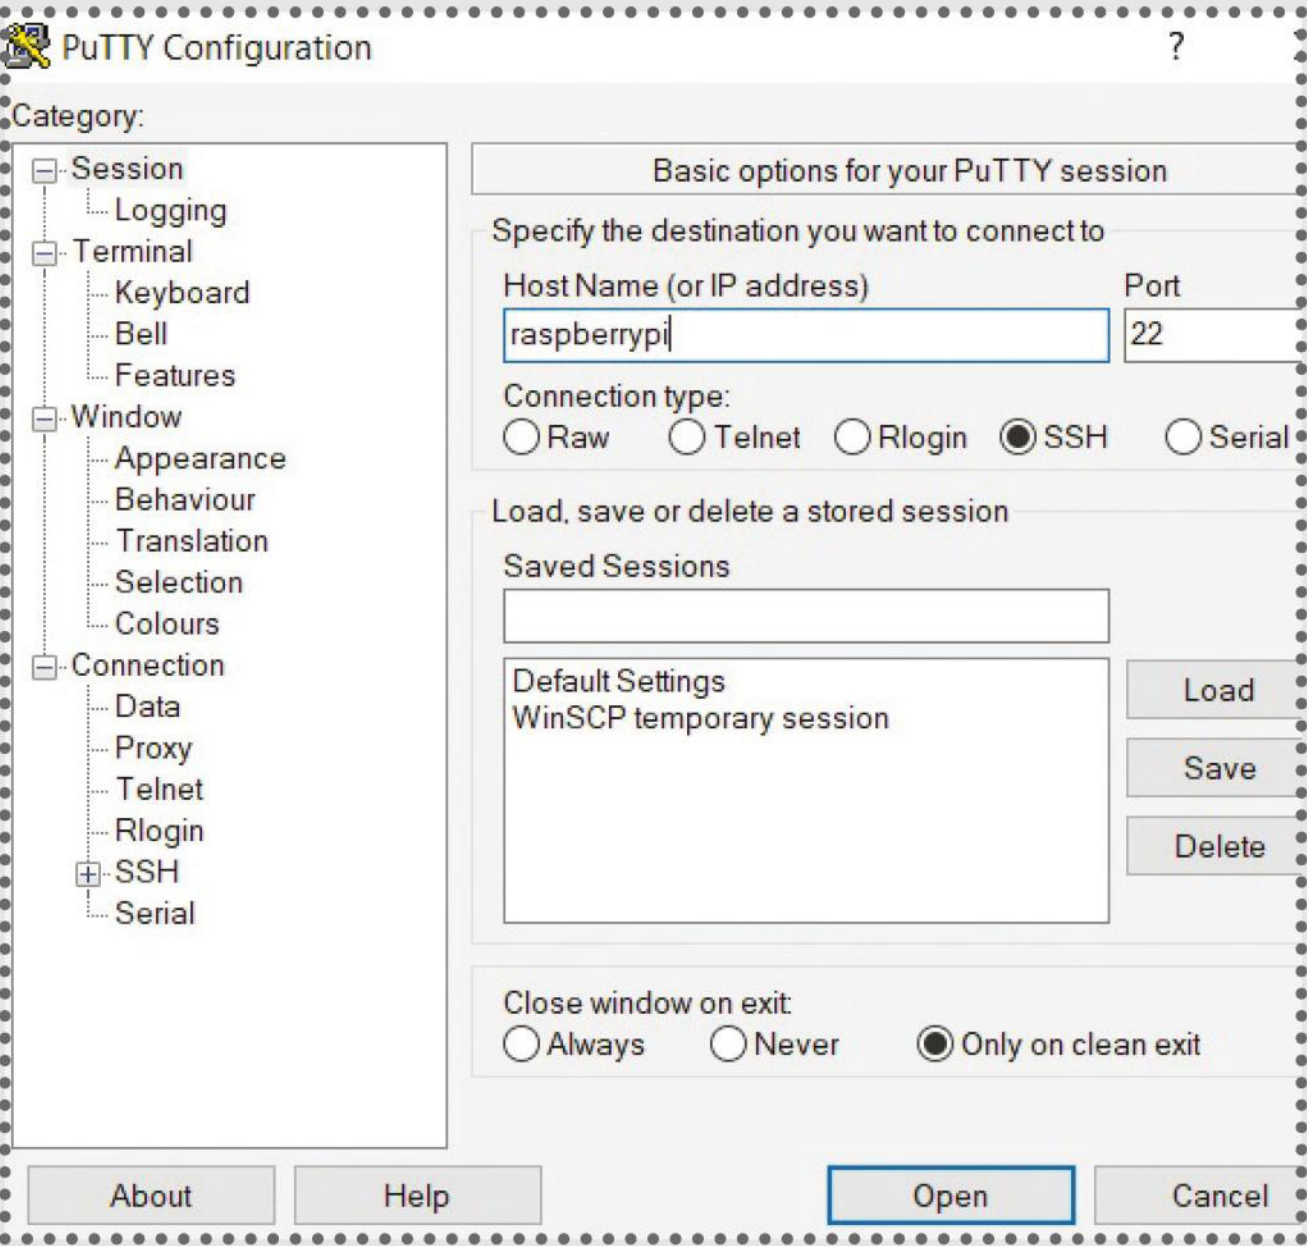 PuTTY Configuration
?
Category:
Session
Logging
Terminal
Keyboard
Bell
Features
Window
Appearance
Behaviour
Translation
Selection
Colours
Connection
Data
Proxy
Telnet
Rlogin
SSH
Serial
Basic options for your PuTTY session
Specify the destination you want to connect to
Host Name (or IP address) Port
raspberrypi 22
Connection type:
Raw Telnet Rlogin SSH Serial
Load, save or delete a stored session
Saved Sessions
Default Settings
WinSCP temporary session
Load
Save
Delete
Close window on exit:
Always Never Only on clean exit
About Help Open Cancel